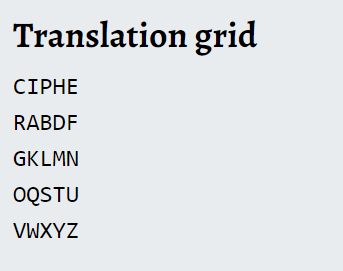 Translation grid
CIPHE
RABDF
GKLMN
OQSTU
VWXYZ